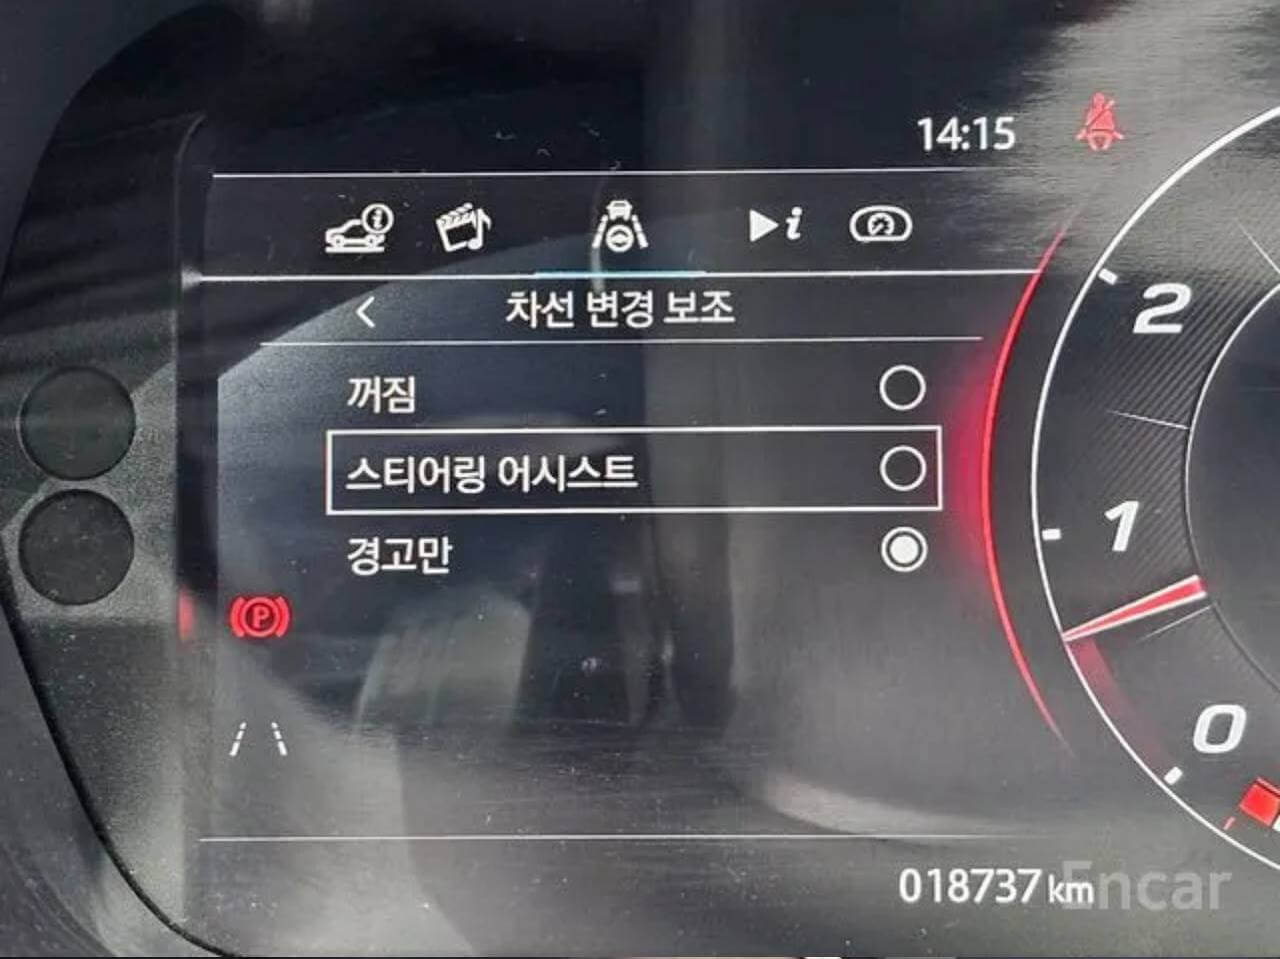 14:15
차선 변경 보조
꺼짐
스티어링 어시스트
경고만
2
1
0
P
018737 km
Encar